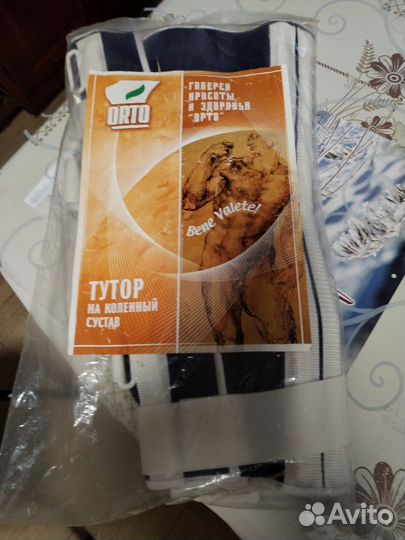 ORTO
ГАЛЕРЕЯ
КРАСОТЫ
И ЗДОРОВЬЯ
"ОРТО"
Bene Valete!
ТУТОР
НА КОЛЕННЫЙ
СУСТАВ
Avito